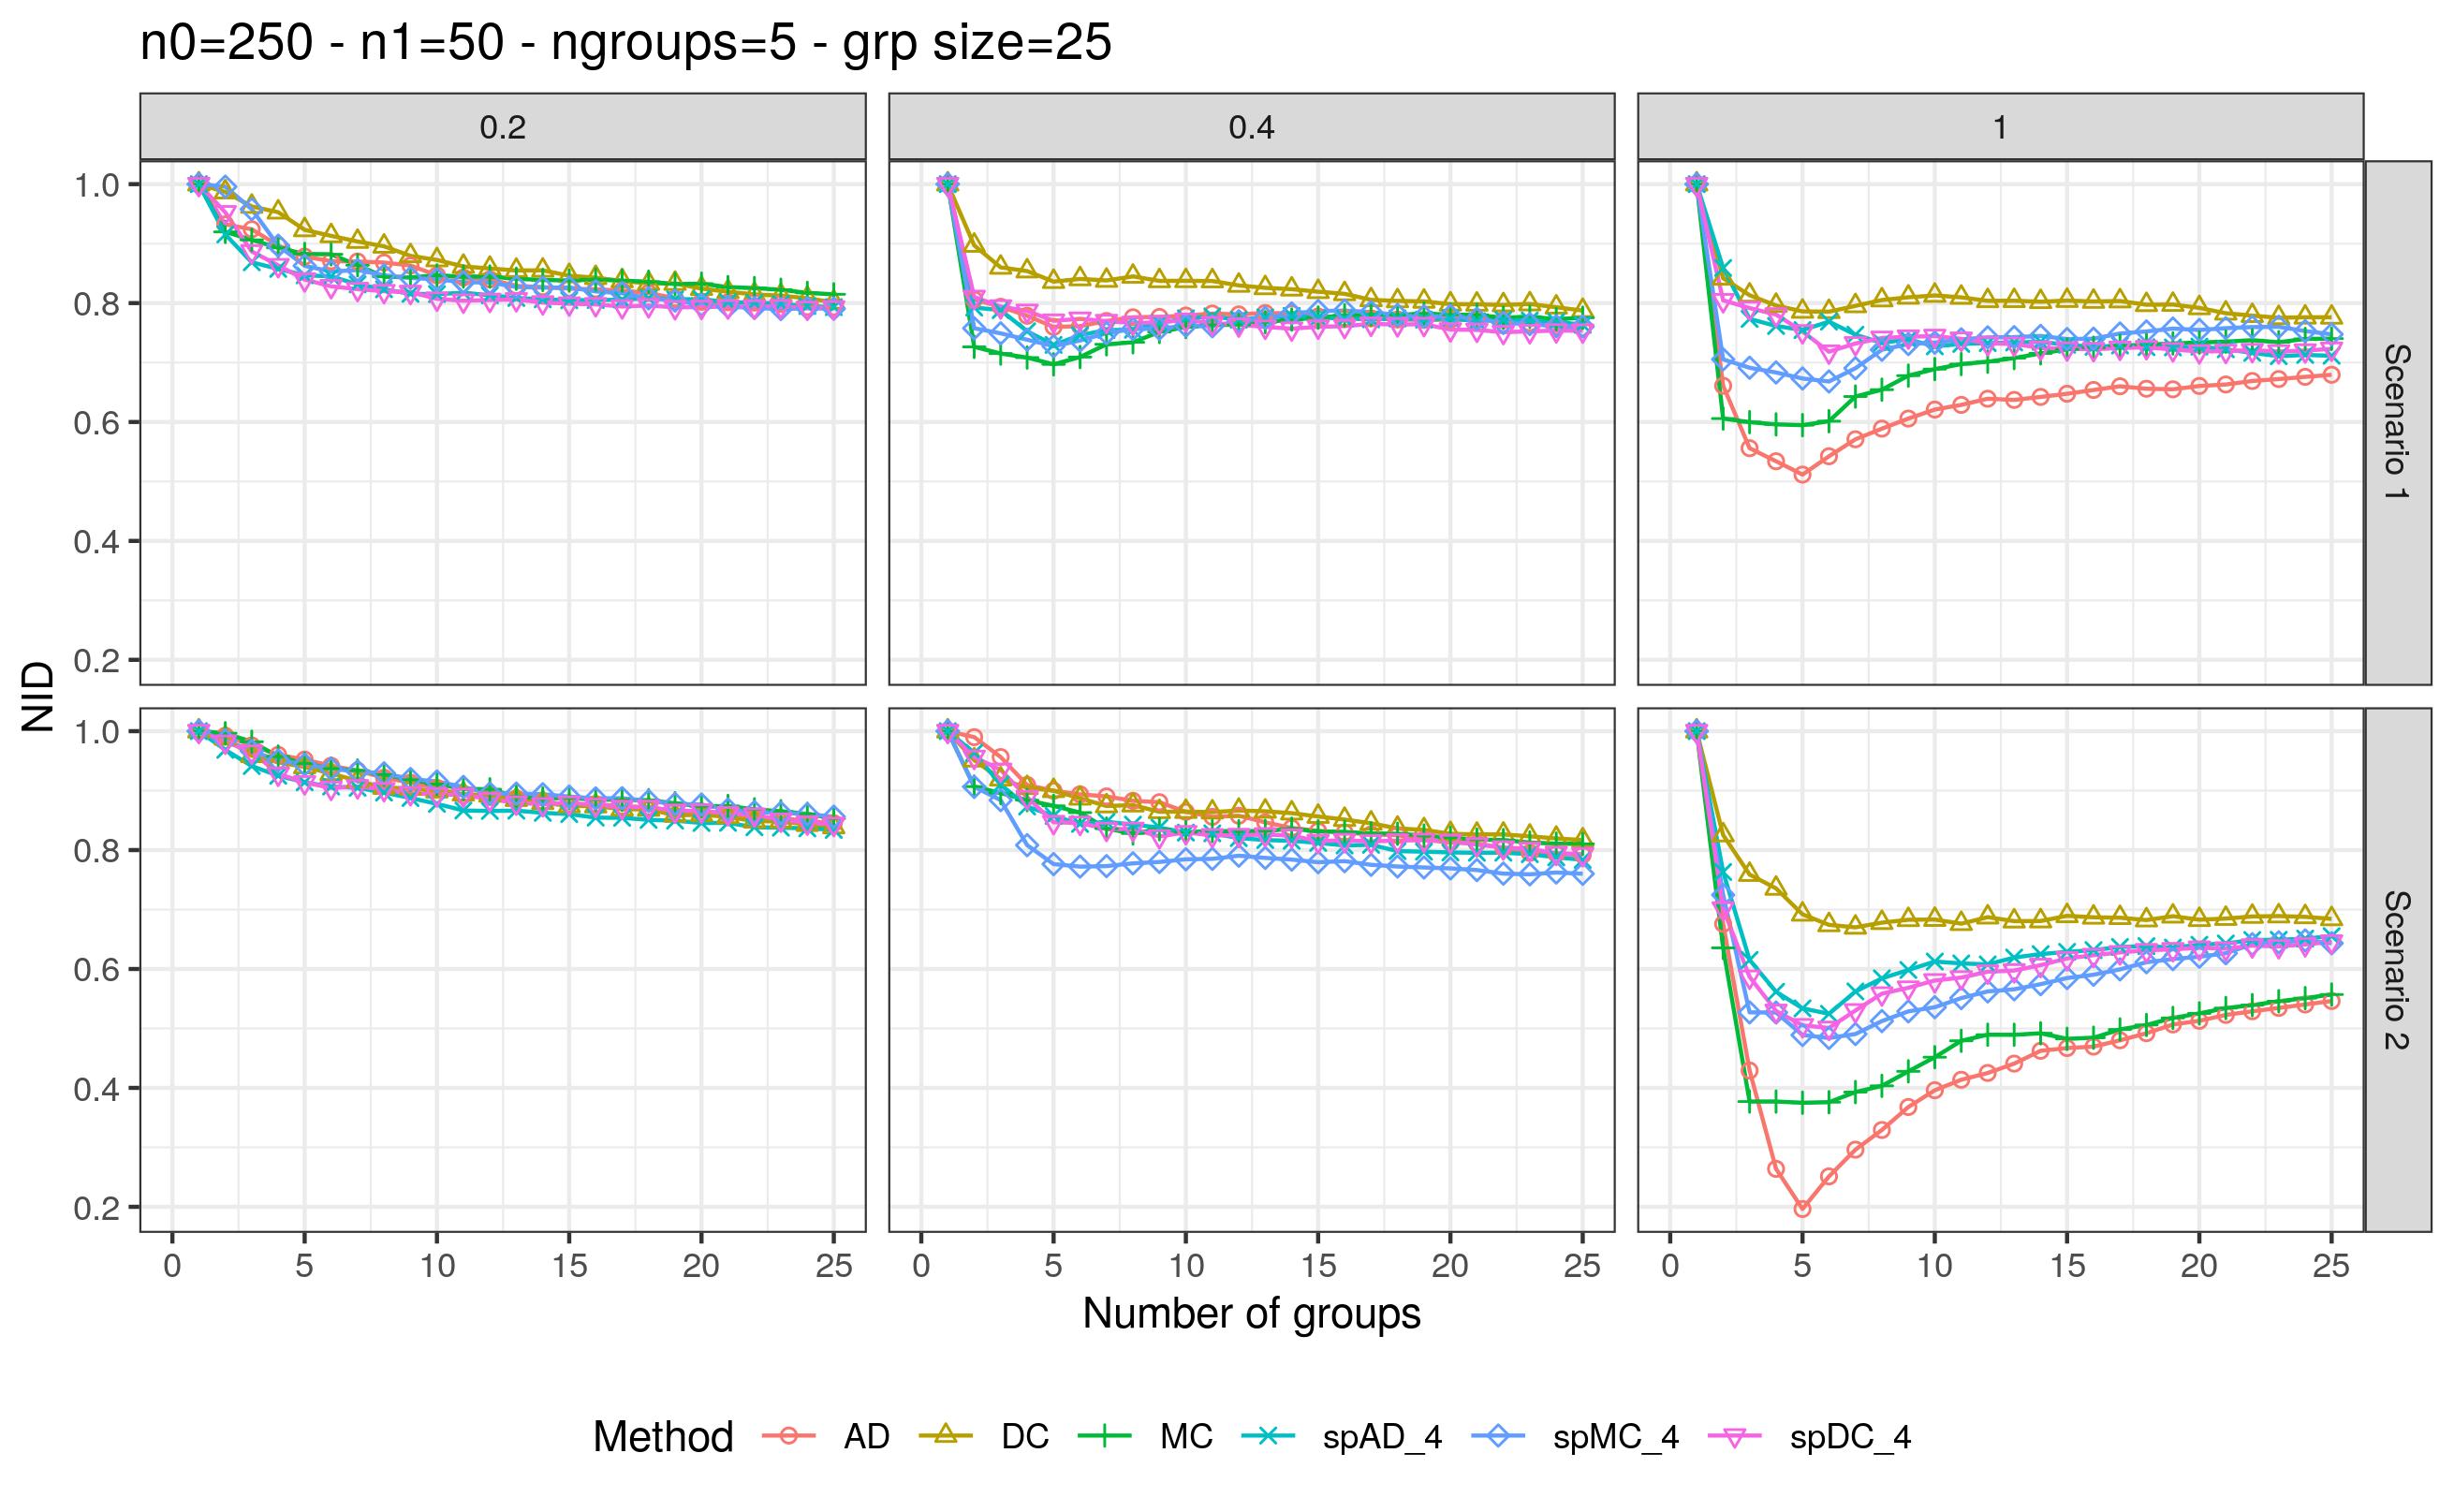 n0=250 - n1=50 - ngroups=5 - grp size=25
0.2 0.4 1
1.0
0.8
0.6
0.4
0.2
Scenario 1
NID
1.0
0.8
0.6
0.4
0.2
Scenario 2
0 5 10 15 20 25 0 5 10 15 20 25 0 5 10 15 20 25
Number of groups
Method AD DC MC spAD_4 spMC_4 spDC_4